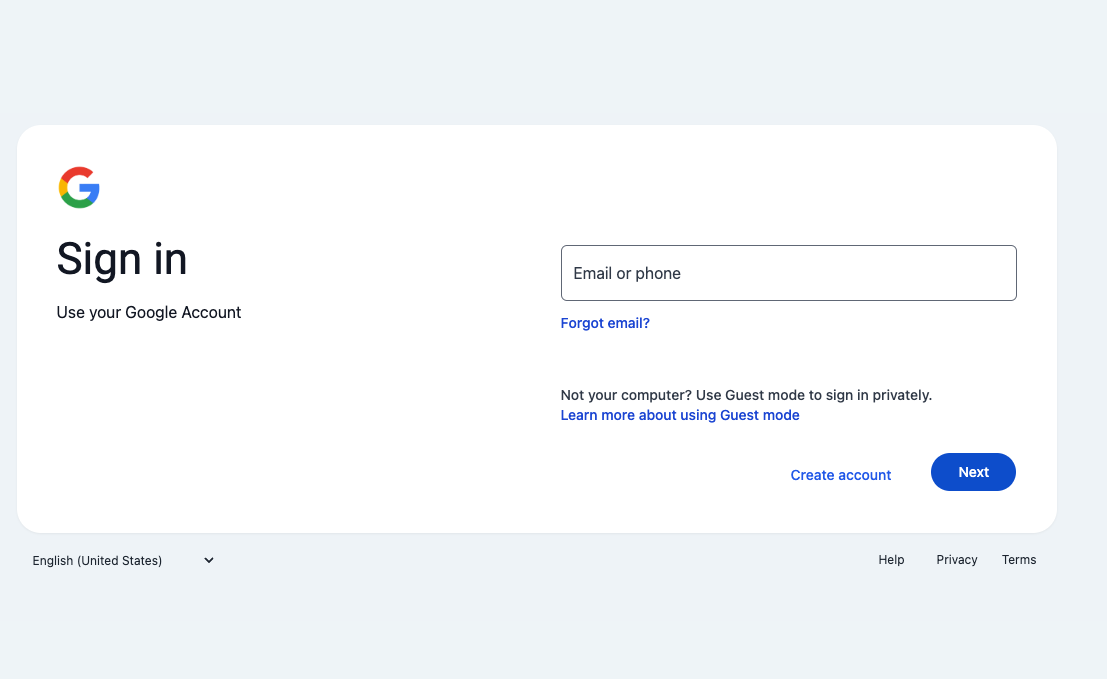 Sign in
Use your Google Account
Email or phone
Forgot email?
Not your computer? Use Guest mode to sign in privately.
Learn more about using Guest mode
Create account
Next
English (United States)
Help
Privacy
Terms